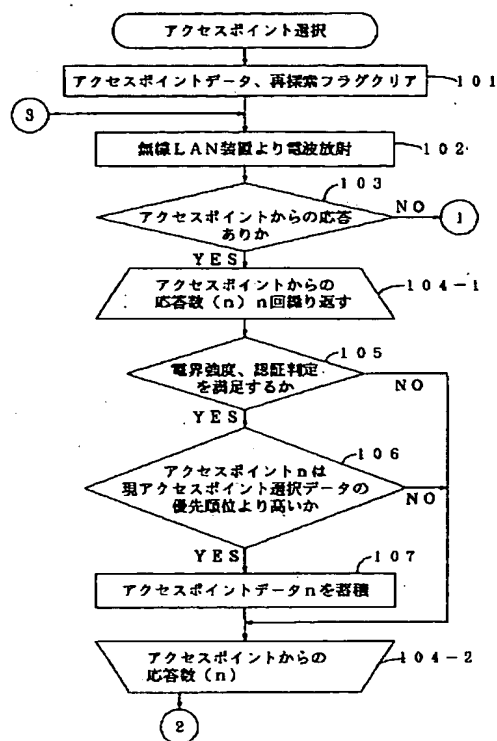 アクセスポイント選択
アクセスポイントデータ、再探索フラグクリア
101
3
無線LAN装置より電波放射
102
103
アクセスポイントからの応答
ありか
NO
1
YES
アクセスポイントからの
応答数(n)n回繰り返す
104-1
105
電界強度、認証判定
を満足するか
NO
YES
106
アクセスポイントnは
現アクセスポイント選択データの
優先順位より高いか
NO
YES
107
アクセスポイントデータnを蓄積
アクセスポイントからの
応答数(n)
104-2
2